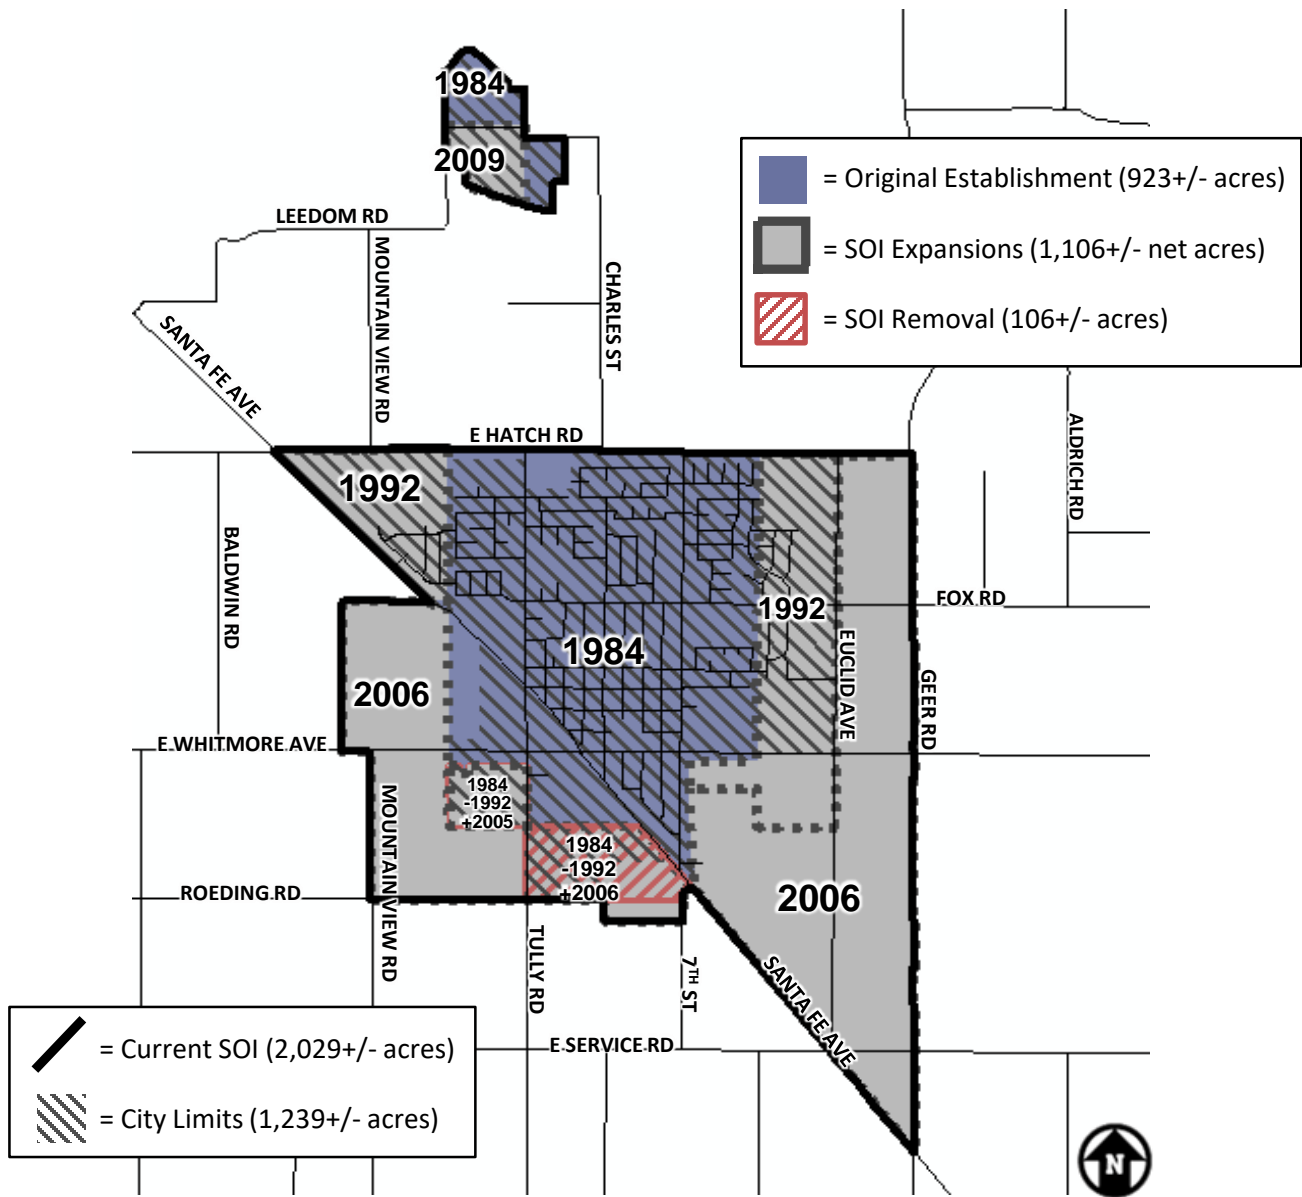 1984
2009
= Original Establishment (923+/- acres)
= SOI Expansions (1,106+/- net acres)
= SOI Removal (106+/- acres)
LEEDOM RD
MOUNTAIN VIEW RD
CHARLES ST
SANTA FE AVE
E HATCH RD
ALDRICH RD
1992
BALDWIN RD
1992
FOX RD
1984
EUCLID AVE
GEER RD
2006
E WHITMORE AVE
1984
-1992
+2005
MOUNTAIN VIEW RD
1984
-1992
+2006
ROEDING RD
2006
TULLY RD
7TH ST
SANTA FE AVE
E SERVICE RD
= Current SOI (2,029+/- acres)
= City Limits (1,239+/- acres)
N